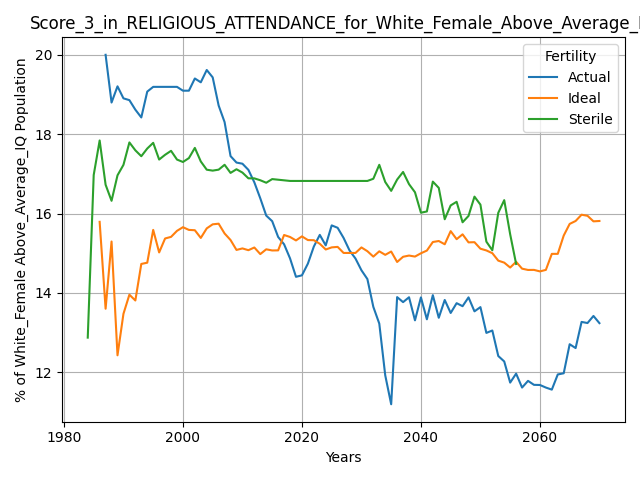 Score_3_in_RELIGIOUS_ATTENDANCE_for_White_Female_Above_Average_I
% of White_Female Above_Average_IQ Population
20
18
16
14
12
Fertility
Actual
Ideal
Sterile
1980
2000
2020
2040
2060
Years